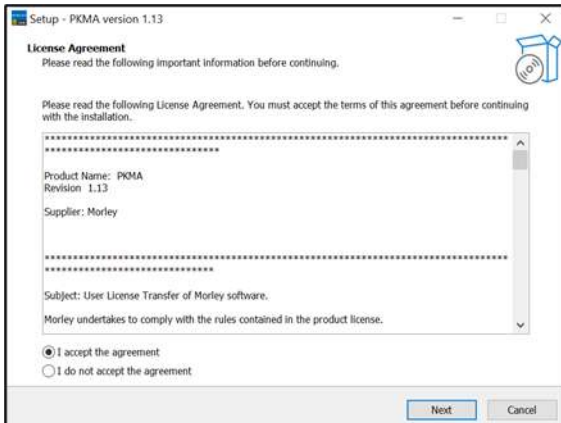 Setup - PKMA version 1.13
License Agreement
Please read the following important information before continuing.
Please read the following License Agreement. You must accept the terms of this agreement before continuing
with the installation.
************************************************************************************
********************************
Product Name:  PKMA
Revision  1.13
Supplier: Morley
************************************************************************************
*******************************
Subject: User License Transfer of Morley software.
Morley undertakes to comply with the rules contained in the product license.
I accept the agreement
I do not accept the agreement
Next
Cancel